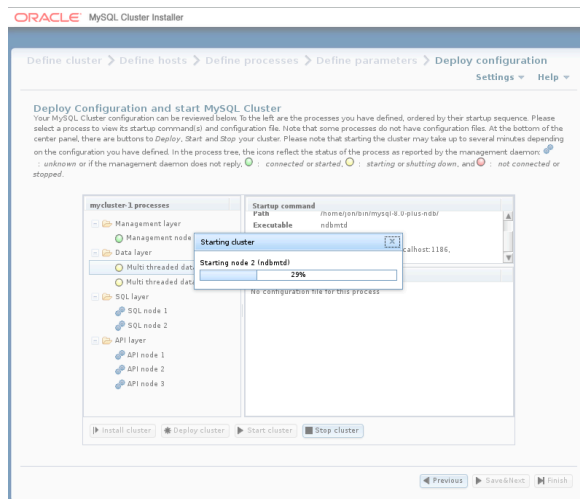 ORACLE MySQL Cluster Installer
Define cluster > Define hosts > Define processes > Define parameters > Deploy configuration
Settings Help
Deploy Configuration and start MySQL Cluster
Your MySQL Cluster configuration can be reviewed below. To the left are the processes you have defined, ordered by their startup sequence. Please
select a process to view its startup command(s) and configuration file. Note that some processes do not have configuration files. At the bottom of the
center panel, there are buttons to Deploy, Start and Stop your cluster. Please note that starting the cluster may take up to several minutes depending
on the configuration you have defined. In the process tree, the icons reflect the status of the process as reported by the management daemon:
: unknown or if the management daemon does not reply, : connected or started, : starting or shutting down, and : not connected or
stopped.
mycluster-1 processes
Management layer
Management node
Data layer
Multi threaded dat
Multi threaded dat
SQL layer
SQL node 1
SQL node 2
API layer
API node 1
API node 2
API node 3
Startup command
Path /home/jon/bin/mysql-8.0-plus-ndb/
Executable ndbmtd
calhost:1186,
Starting cluster
x
Starting node 2 (ndbmtd)
29%
No configuration file for this process
Install cluster Deploy cluster Start cluster Stop cluster
Previous Save&Next Finish